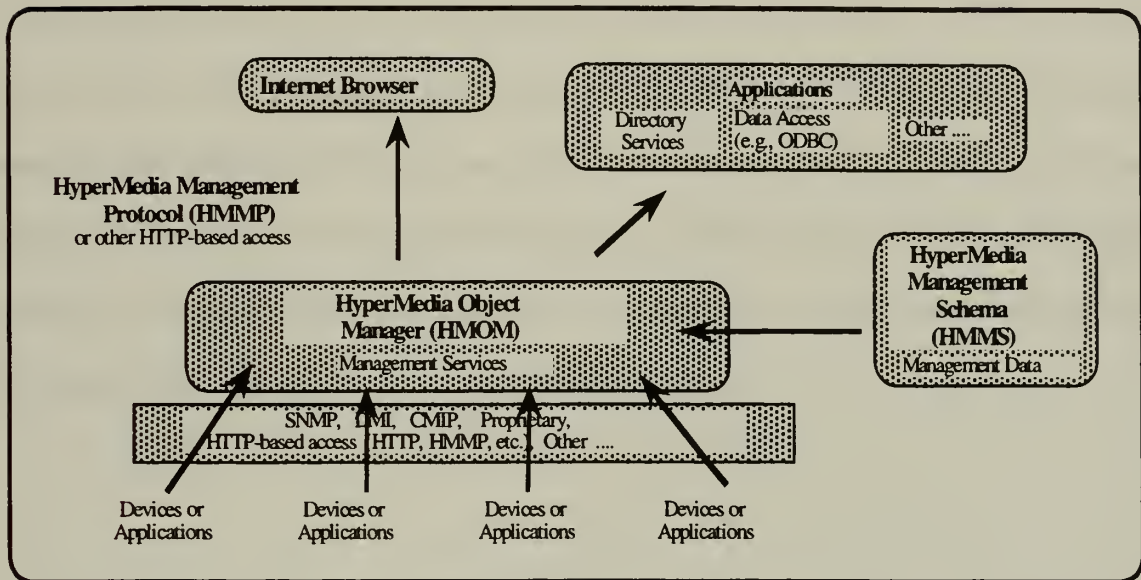 Internet Browser
Applications
Directory
Services
Data Access
(e.g., ODBC)
Other ....
HyperMedia Management
Protocol (HMMP)
or other HTTP-based access
HyperMedia Object
Manager (HMOM)
Management Services
HyperMedia
Management
Schema
(HMMS)
Management Data
SNMP, DMI, CMIP, Proprietary,
HTTP-based access (HTTP, HMMP, etc.), Other ....
Devices or
Applications
Devices or
Applications
Devices or
Applications
Devices or
Applications